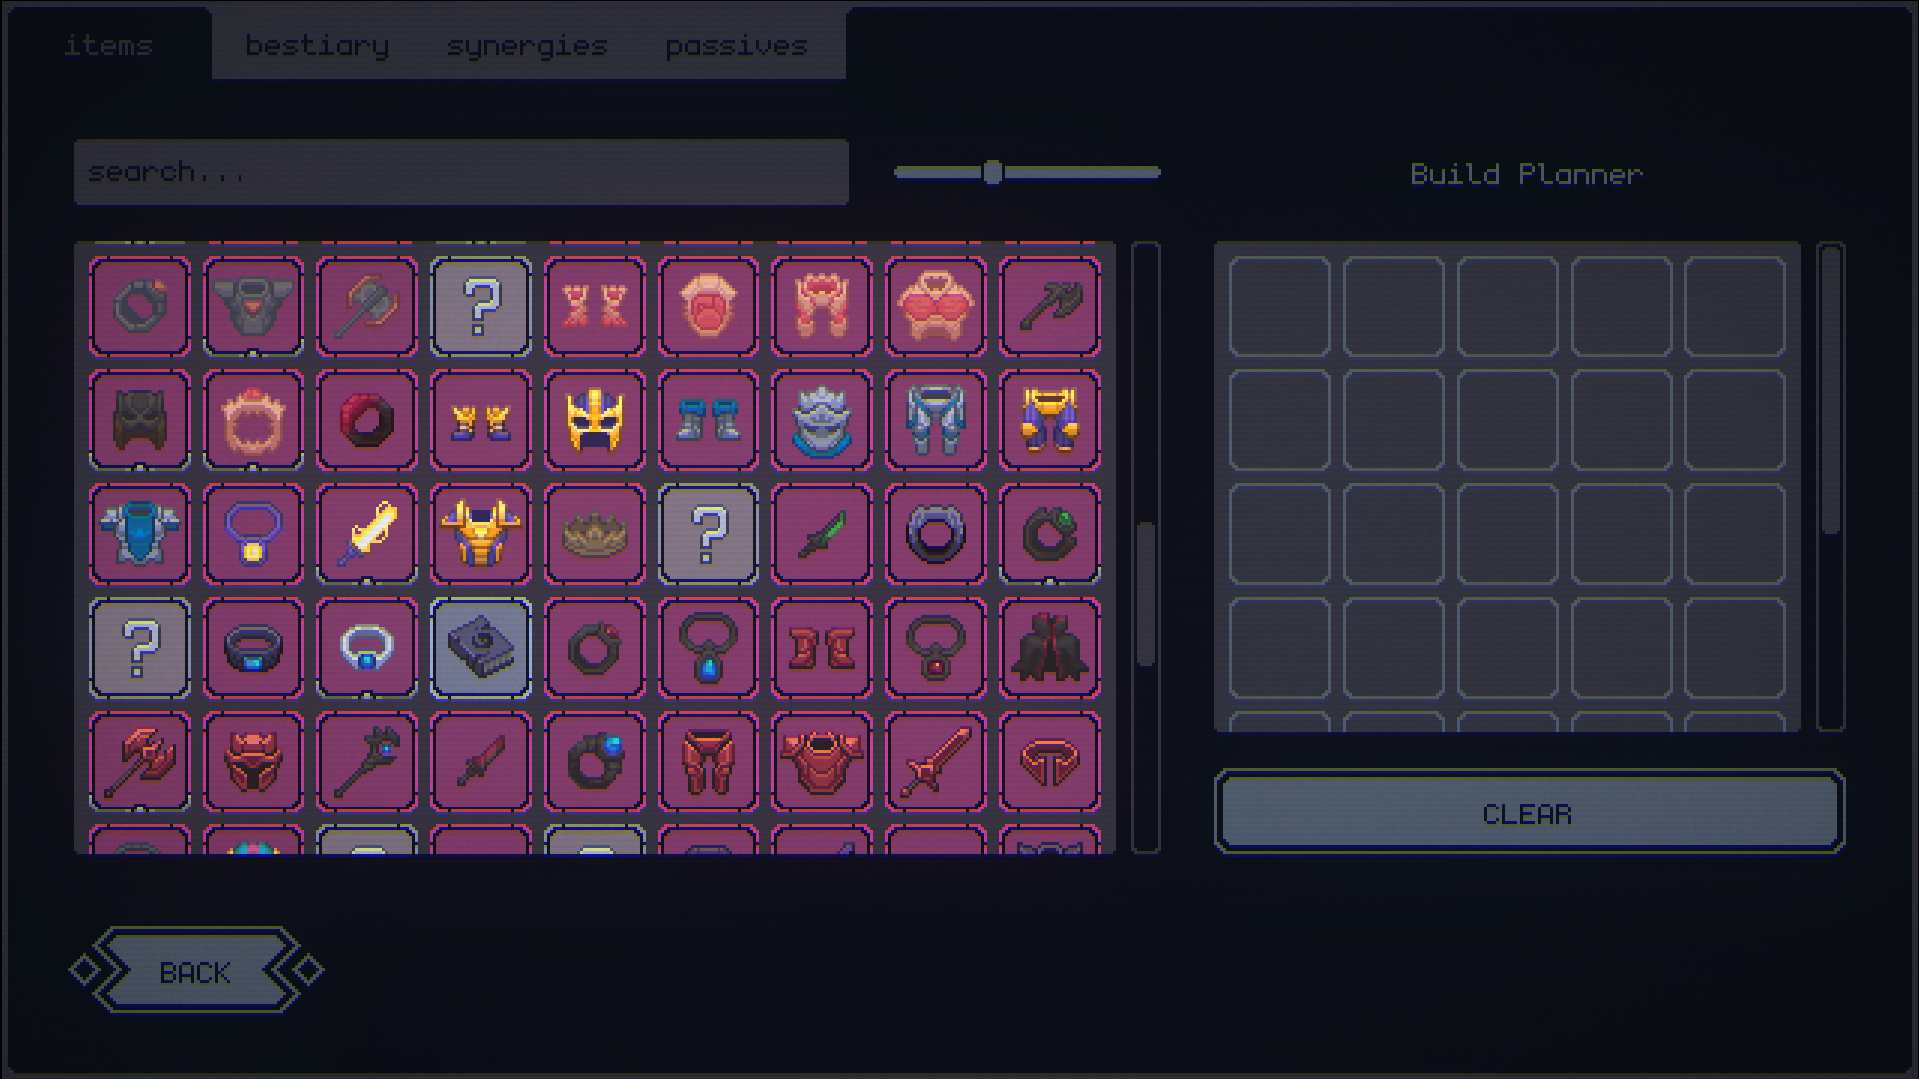 items bestiary synergies passives
search...
Build Planner
?
?
?
CLEAR
BACK